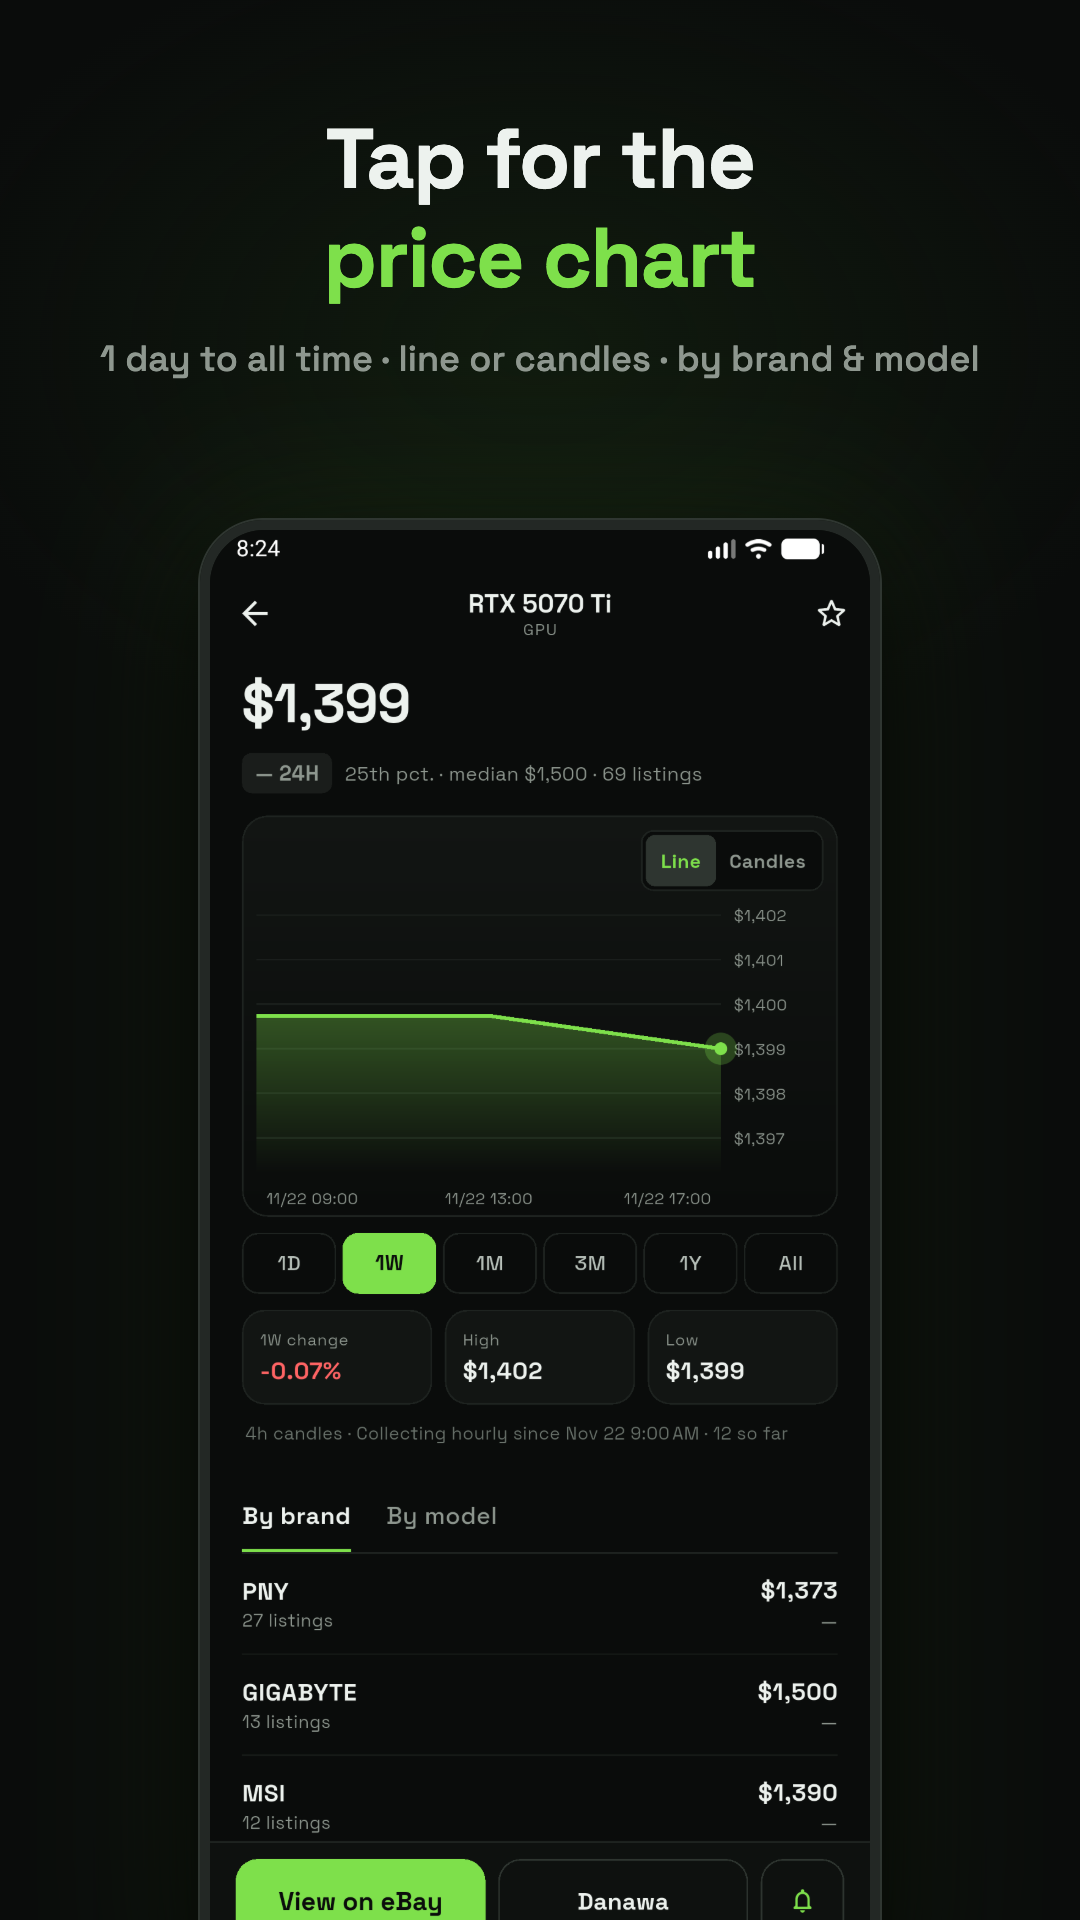 Tap for the
price chart
1 day to all time · line or candles · by brand & model
8:24
RTX 5070 Ti
GPU
$1,399
— 24H
25th pct. · median $1,500 · 69 listings
Line
Candles
$1,402
$1,401
$1,400
$1,399
$1,398
$1,397
11/22 09:00
11/22 13:00
11/22 17:00
1D
1W
1M
3M
1Y
All
1W change
-0.07%
High
$1,402
Low
$1,399
4h candles · Collecting hourly since Nov 22 9:00 AM · 12 so far
By brand
By model
PNY
$1,373
27 listings
—
GIGABYTE
$1,500
13 listings
—
MSI
$1,390
12 listings
—
View on eBay
Danawa